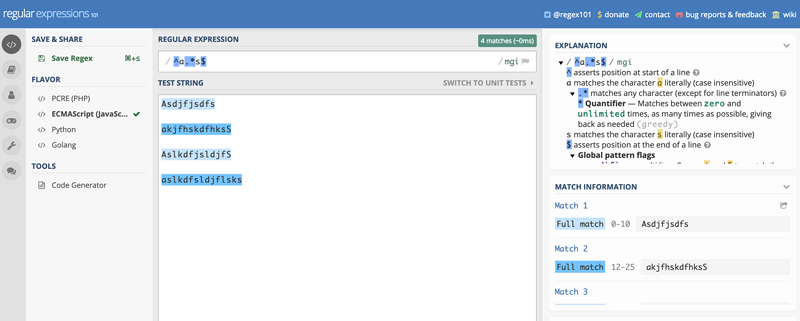 regular expressions 101
@regex101 $ donate contact bug reports & feedback wiki
SAVE & SHARE
Save Regex ⌘+s
FLAVOR
</> PCRE (PHP)
</> ECMAScript (JavaSc…
</> Python
</> Golang
TOOLS
Code Generator
REGULAR EXPRESSION
4 matches (~0ms)
/ ^a.*s$ / mgi
TEST STRING
SWITCH TO UNIT TESTS
Asdjfjsdfs
akjfhskdfhksS
AslkdfjsldjfS
aslkdfsldjflsks
EXPLANATION
/ ^a.*s$ / mgi
^ asserts position at start of a line
a matches the character a literally (case insensitive)
.* matches any character (except for line terminators)
* Quantifier — Matches between zero and
unlimited times, as many times as possible, giving
back as needed (greedy)
s matches the character s literally (case insensitive)
$ asserts position at the end of a line
Global pattern flags
MATCH INFORMATION
Match 1
Full match 0-10 Asdjfjsdfs
Match 2
Full match 12-25 akjfhskdfhksS
Match 3